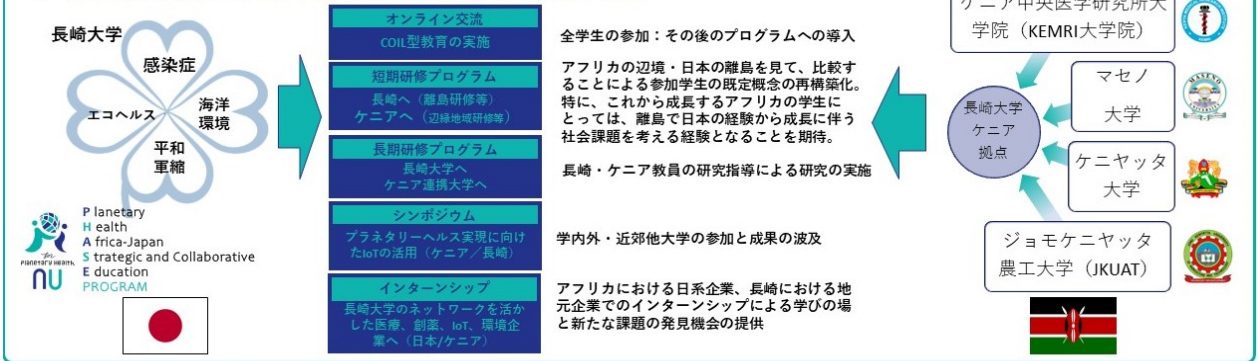 長崎大学
感染症
エコヘルス
海洋
環境
平和
軍縮
Planetary
Health
Africa-Japan
Strategic and Collaborative
Education
PROGRAM
for
PLANETARY HEALTH
NU
オンライン交流
COIL型教育の実施
全学生の参加：その後のプログラムへの導入
短期研修プログラム
長崎へ（離島研修等）
ケニアへ（辺縁地域研修等）
アフリカの辺境・日本の離島を見て、比較す
ることによる参加学生の既定概念の再構築化。
特に、これから成長するアフリカの学生に
とっては、離島で日本の経験から成長に伴う
社会課題を考える経験となることを期待。
長期研修プログラム
長崎大学へ
ケニア連携大学へ
長崎・ケニア教員の研究指導による研究の実施
シンポジウム
プラネタリーヘルス実現に向け
たIoTの活用（ケニア／長崎）
学内外・近郊他大学の参加と成果の波及
インターンシップ
長崎大学のネットワークを活か
した医療、創薬、IoT、環境企
業へ（日本/ケニア）
アフリカにおける日系企業、長崎における地
元企業でのインターンシップによる学びの場
と新たな課題の発見機会の提供
ケニア中央医学研究所大
学院（KEMRI大学院）
マセノ
大学
長崎大学
ケニア
拠点
ケニヤッタ
大学
ジョモケニヤッタ
農工大学（JKUAT）